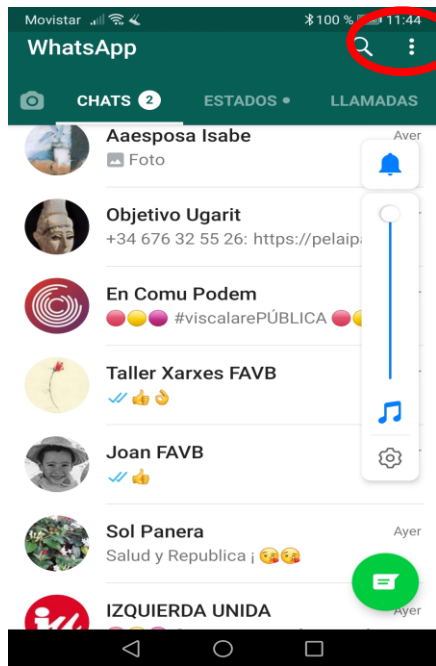 Movistar 100 % 11:44
WhatsApp
CHATS 2 ESTADOS • LLAMADAS
Aaesposa Isabe Ayer
Foto
Objetivo Ugarit
+34 676 32 55 26: https://pelaip
En Comu Podem
#viscalarePÚBLICA
Taller Xarxes FAVB
Joan FAVB
Sol Panera Ayer
Salud y Republica ¡
IZQUIERDA UNIDA Ayer